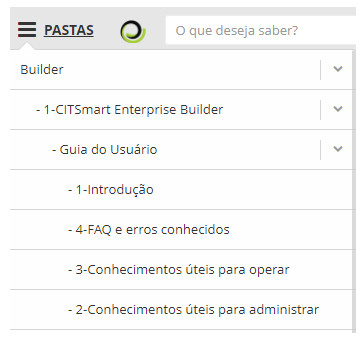 PASTAS O que deseja saber?
Builder
- 1-CITSmart Enterprise Builder
- Guia do Usuário
- 1-Introdução
- 4-FAQ e erros conhecidos
- 3-Conhecimentos úteis para operar
- 2-Conhecimentos úteis para administrar